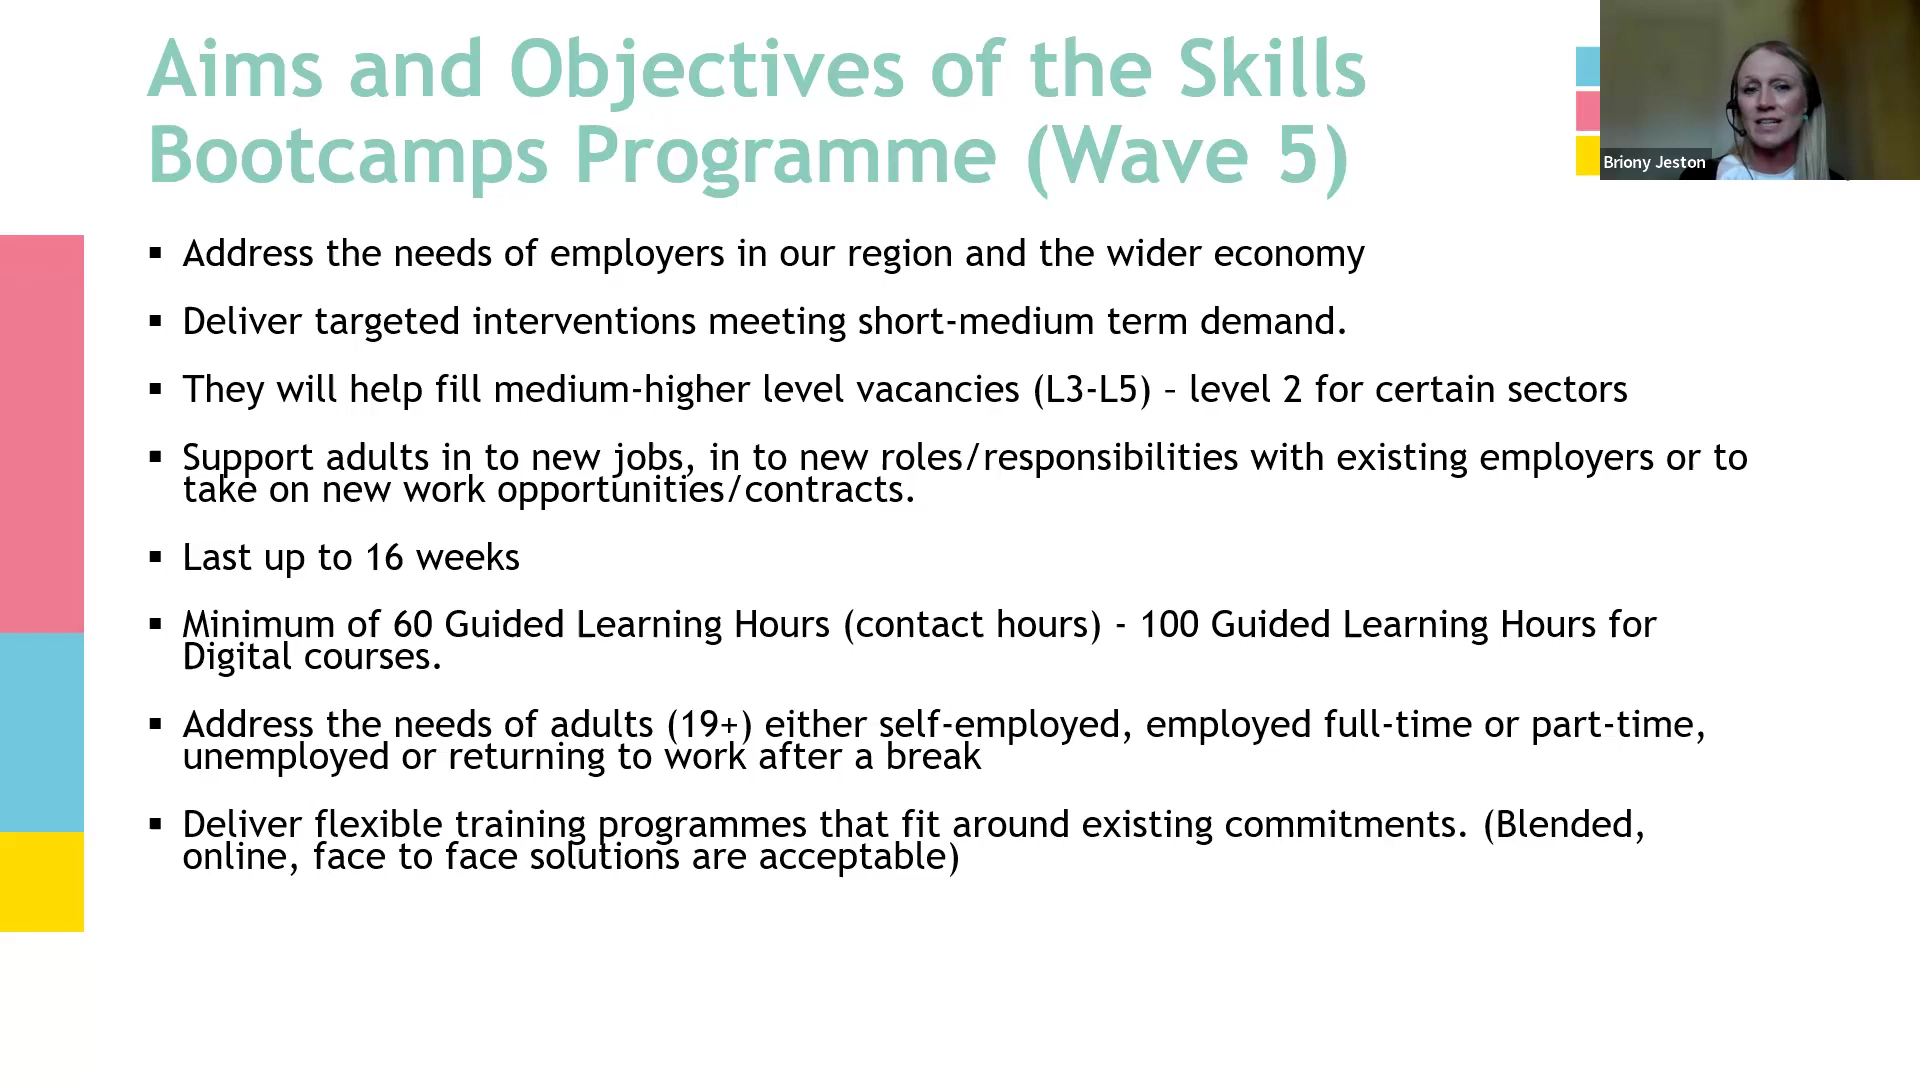 Aims and Objectives of the Skills
Bootcamps Programme (Wave 5)
Briony Jeston
▪ Address the needs of employers in our region and the wider economy
▪ Deliver targeted interventions meeting short-medium term demand.
▪ They will help fill medium-higher level vacancies (L3-L5) – level 2 for certain sectors
▪ Support adults in to new jobs, in to new roles/responsibilities with existing employers or to
take on new work opportunities/contracts.
▪ Last up to 16 weeks
▪ Minimum of 60 Guided Learning Hours (contact hours) - 100 Guided Learning Hours for
Digital courses.
▪ Address the needs of adults (19+) either self-employed, employed full-time or part-time,
unemployed or returning to work after a break
▪ Deliver flexible training programmes that fit around existing commitments. (Blended,
online, face to face solutions are acceptable)